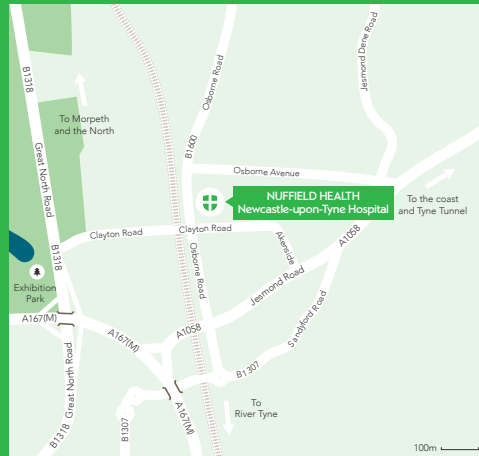 B1318
Osborne Road
Jesmond Dene Road
To Morpeth
and the North
Great North Road
B1600
Osborne Avenue
NUFFIELD HEALTH
Newcastle-upon-Tyne Hospital
To the coast
and Tyne Tunnel
Clayton Road
Clayton Road
Akenside
A1058
B1318
Osborne Road
Exhibition
Park
Jesmond Road
A167(M)
A167(M)
A1058
Sandyford Road
Great North Road
B1307
A167(M)
To
River Tyne
B1318
B1307
100m